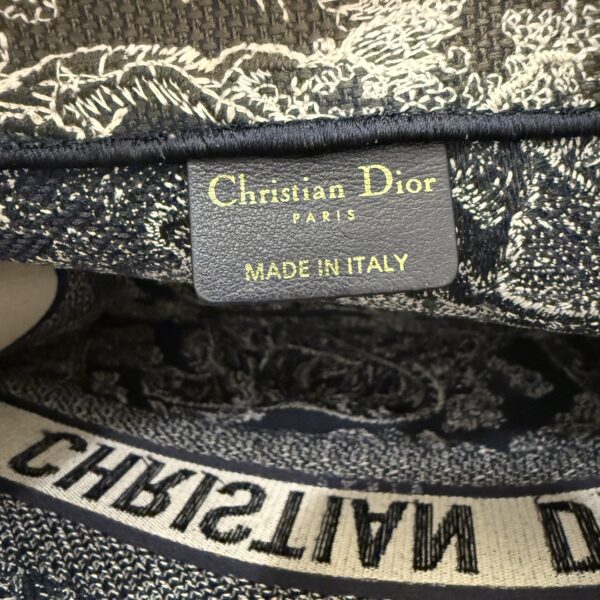 Christian Dior
PARIS
MADE IN ITALY
CHRISTIAN D